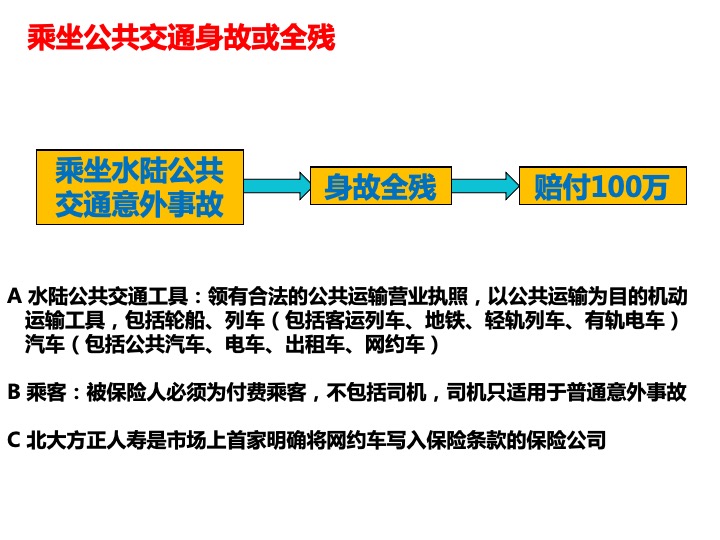 乘坐公共交通身故或全残
乘坐水陆公共
交通意外事故
身故全残
赔付100万
A 水陆公共交通工具：领有合法的公共运输营业执照，以公共运输为目的机动
运输工具，包括轮船、列车（包括客运列车、地铁、轻轨列车、有轨电车）
汽车（包括公共汽车、电车、出租车、网约车）
B 乘客：被保险人必须为付费乘客，不包括司机，司机只适用于普通意外事故
C 北大方正人寿是市场上首家明确将网约车写入保险条款的保险公司